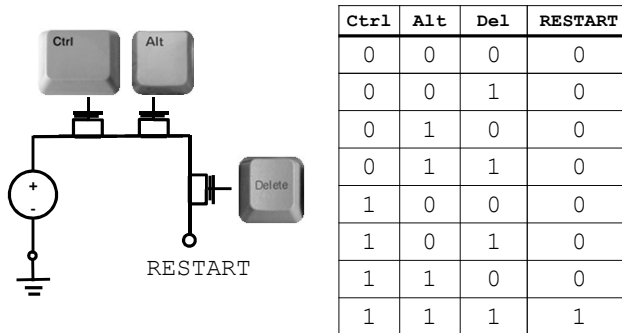 Ctrl Alt
+
-
Delete
RESTART
Ctrl Alt Del RESTART
0 0 0 0
0 0 1 0
0 1 0 0
0 1 1 0
1 0 0 0
1 0 1 0
1 1 0 0
1 1 1 1